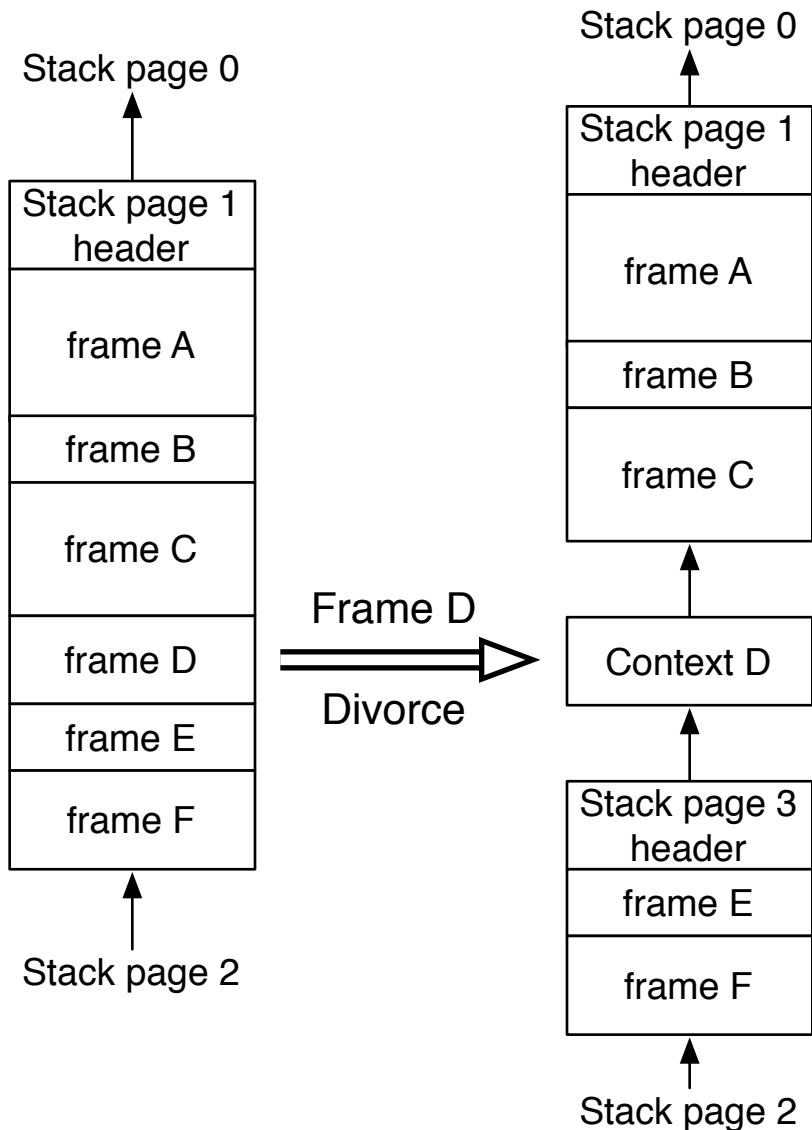 Stack page 0
Stack page 1
header
frame A
frame B
frame C
frame D
frame E
frame F
Stack page 2
Frame D
Divorce
Stack page 0
Stack page 1
header
frame A
frame B
frame C
Context D
Stack page 3
header
frame E
frame F
Stack page 2